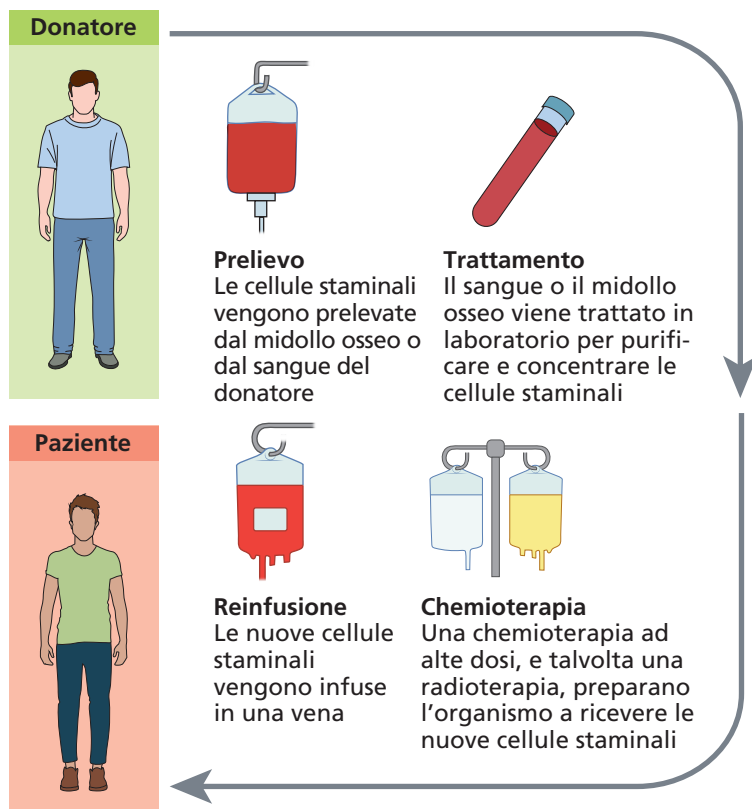 Donatore
Prelievo
Le cellule staminali
vengono prelevate
dal midollo osseo o
dal sangue del
donatore
Trattamento
Il sangue o il midollo
osseo viene trattato in
laboratorio per purifi-
care e concentrare le
cellule staminali
Paziente
Reinfusione
Le nuove cellule
staminali
vengono infuse
in una vena
Chemioterapia
Una chemioterapia ad
alte dosi, e talvolta una
radioterapia, preparano
l’organismo a ricevere le
nuove cellule staminali